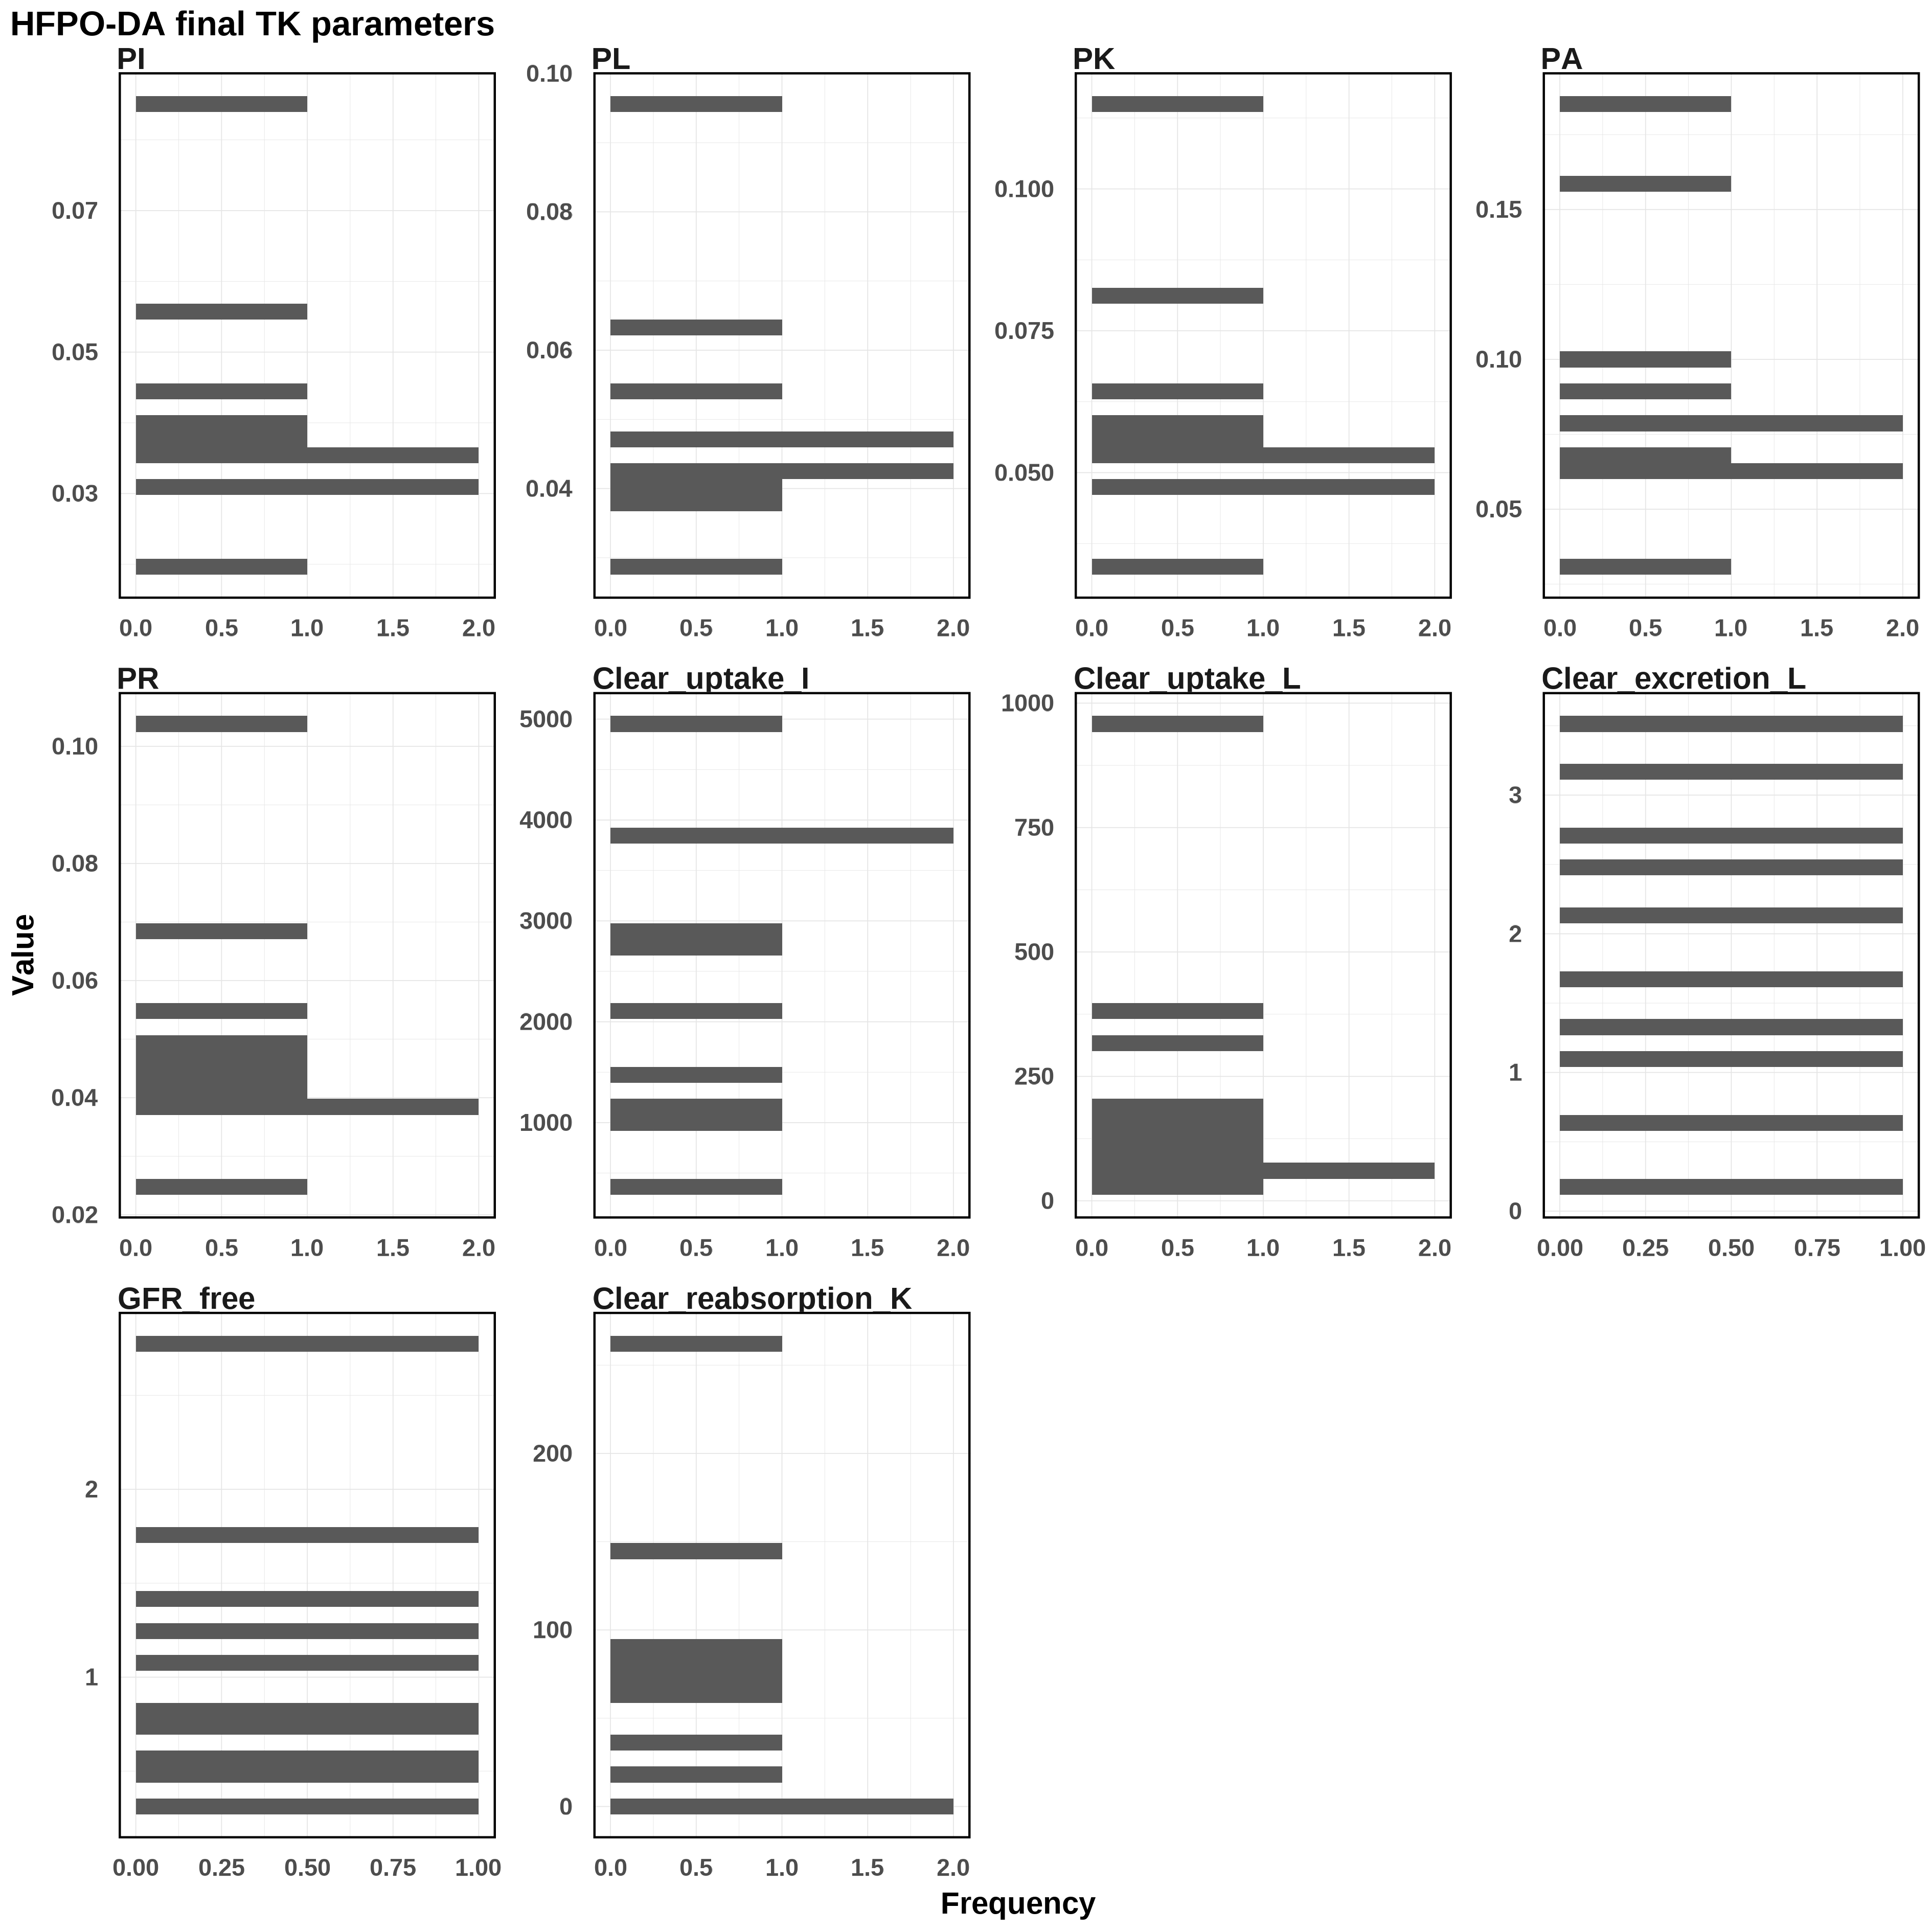 HFPO-DA final TK parameters
PI
PL
PK
PA
0.07
0.05
0.03
0.10
0.08
0.06
0.04
0.100
0.075
0.050
0.15
0.10
0.05
0.0 0.5 1.0 1.5 2.0
0.0 0.5 1.0 1.5 2.0
0.0 0.5 1.0 1.5 2.0
0.0 0.5 1.0 1.5 2.0
PR
Clear_uptake_I
Clear_uptake_L
Clear_excretion_L
0.10
0.08
0.06
0.04
0.02
5000
4000
3000
2000
1000
1000
750
500
250
0
3
2
1
0
0.0 0.5 1.0 1.5 2.0
0.0 0.5 1.0 1.5 2.0
0.0 0.5 1.0 1.5 2.0
0.00 0.25 0.50 0.75 1.00
Value
GFR_free
Clear_reabsorption_K
2
1
200
100
0
0.00 0.25 0.50 0.75 1.00
0.0 0.5 1.0 1.5 2.0
Frequency